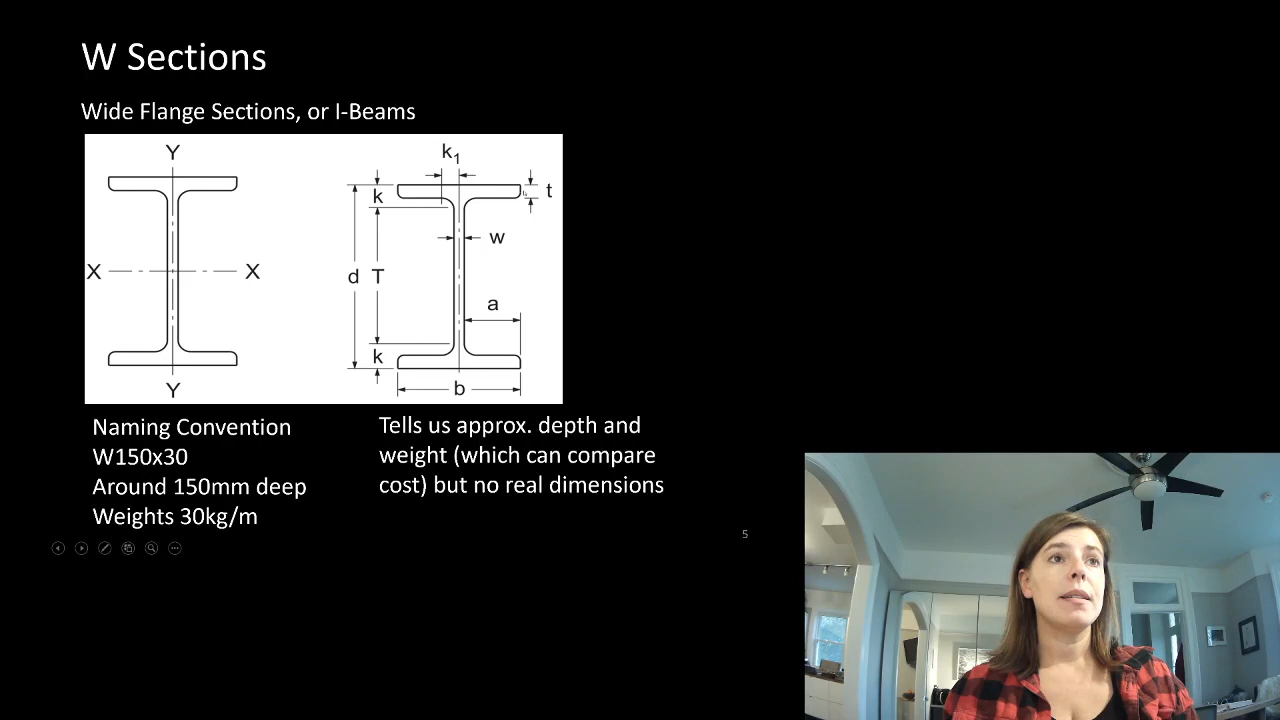 W Sections
Wide Flange Sections, or I-Beams
Y
X
X
Y
k1
k
t
w
d
T
a
k
b
Naming Convention
W150x30
Around 150mm deep
Weights 30kg/m
Tells us approx. depth and
weight (which can compare
cost) but no real dimensions
5